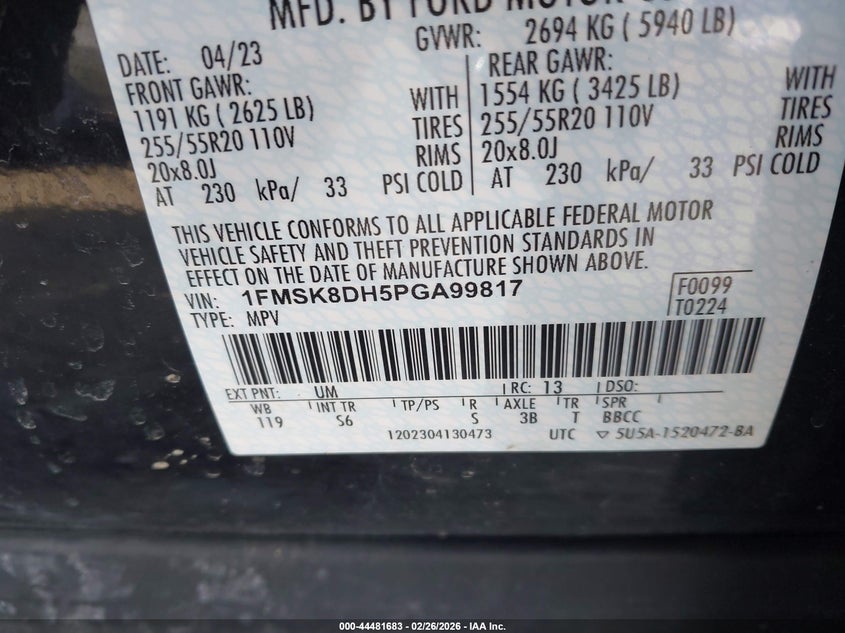 MFD. BY FORD MOTOR CO
DATE: 04/23
GVWR: 2694 KG ( 5940 LB)
FRONT GAWR:
1191 KG ( 2625 LB) WITH
255/55R20 110V TIRES
20x8.0J RIMS
AT 230 kPa/ 33 PSI COLD
REAR GAWR:
1554 KG ( 3425 LB) WITH
255/55R20 110V TIRES
20x8.0J RIMS
AT 230 kPa/ 33 PSI COLD
THIS VEHICLE CONFORMS TO ALL APPLICABLE FEDERAL MOTOR
VEHICLE SAFETY AND THEFT PREVENTION STANDARDS IN
EFFECT ON THE DATE OF MANUFACTURE SHOWN ABOVE.
VIN: 1FMSK8DH5PGA99817
TYPE: MPV
F0099
T0224
EXT PNT: UM RC: 13 DSO:
WB INT TR TP/PS R AXLE TR SPR
119 S6 S 3B T BBCC
1202304130473 UTC ▽ 5U5A-1520472-BA
000-44481683 - 02/26/2026 - IAA Inc.